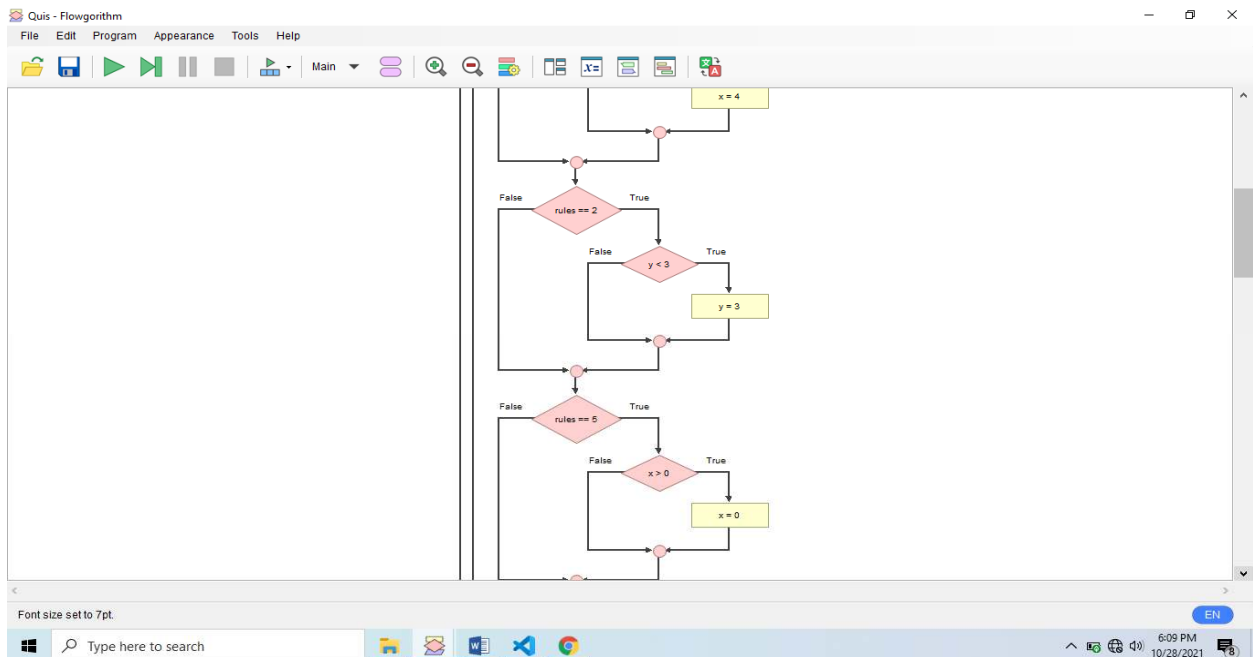 Quis - Flowgorithm
File Edit Program Appearance Tools Help
Main
x=
x = 4
False True
rules == 2
False True
y < 3
y = 3
False True
rules == 5
False True
x > 0
x = 0
Font size set to 7pt.
EN
Type here to search
6:09 PM
10/28/2021
8